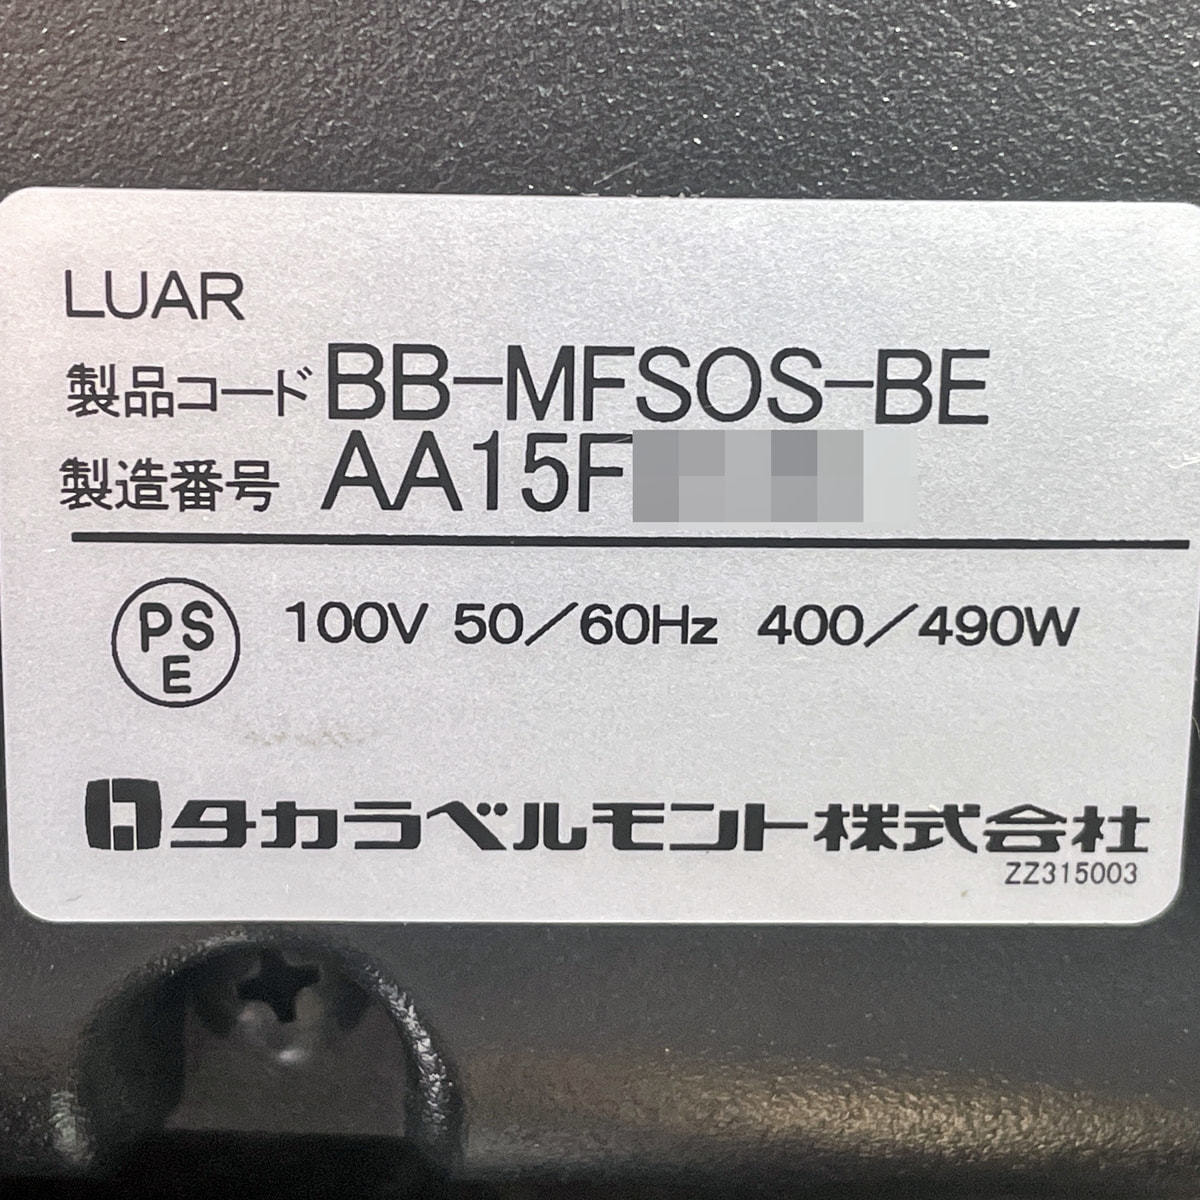 LUAR
製品コード BB-MFSOS-BE
製造番号 AA15F
PSE 100V 50/60Hz 400/490W
タカラベルモント株式会社
ZZ315003